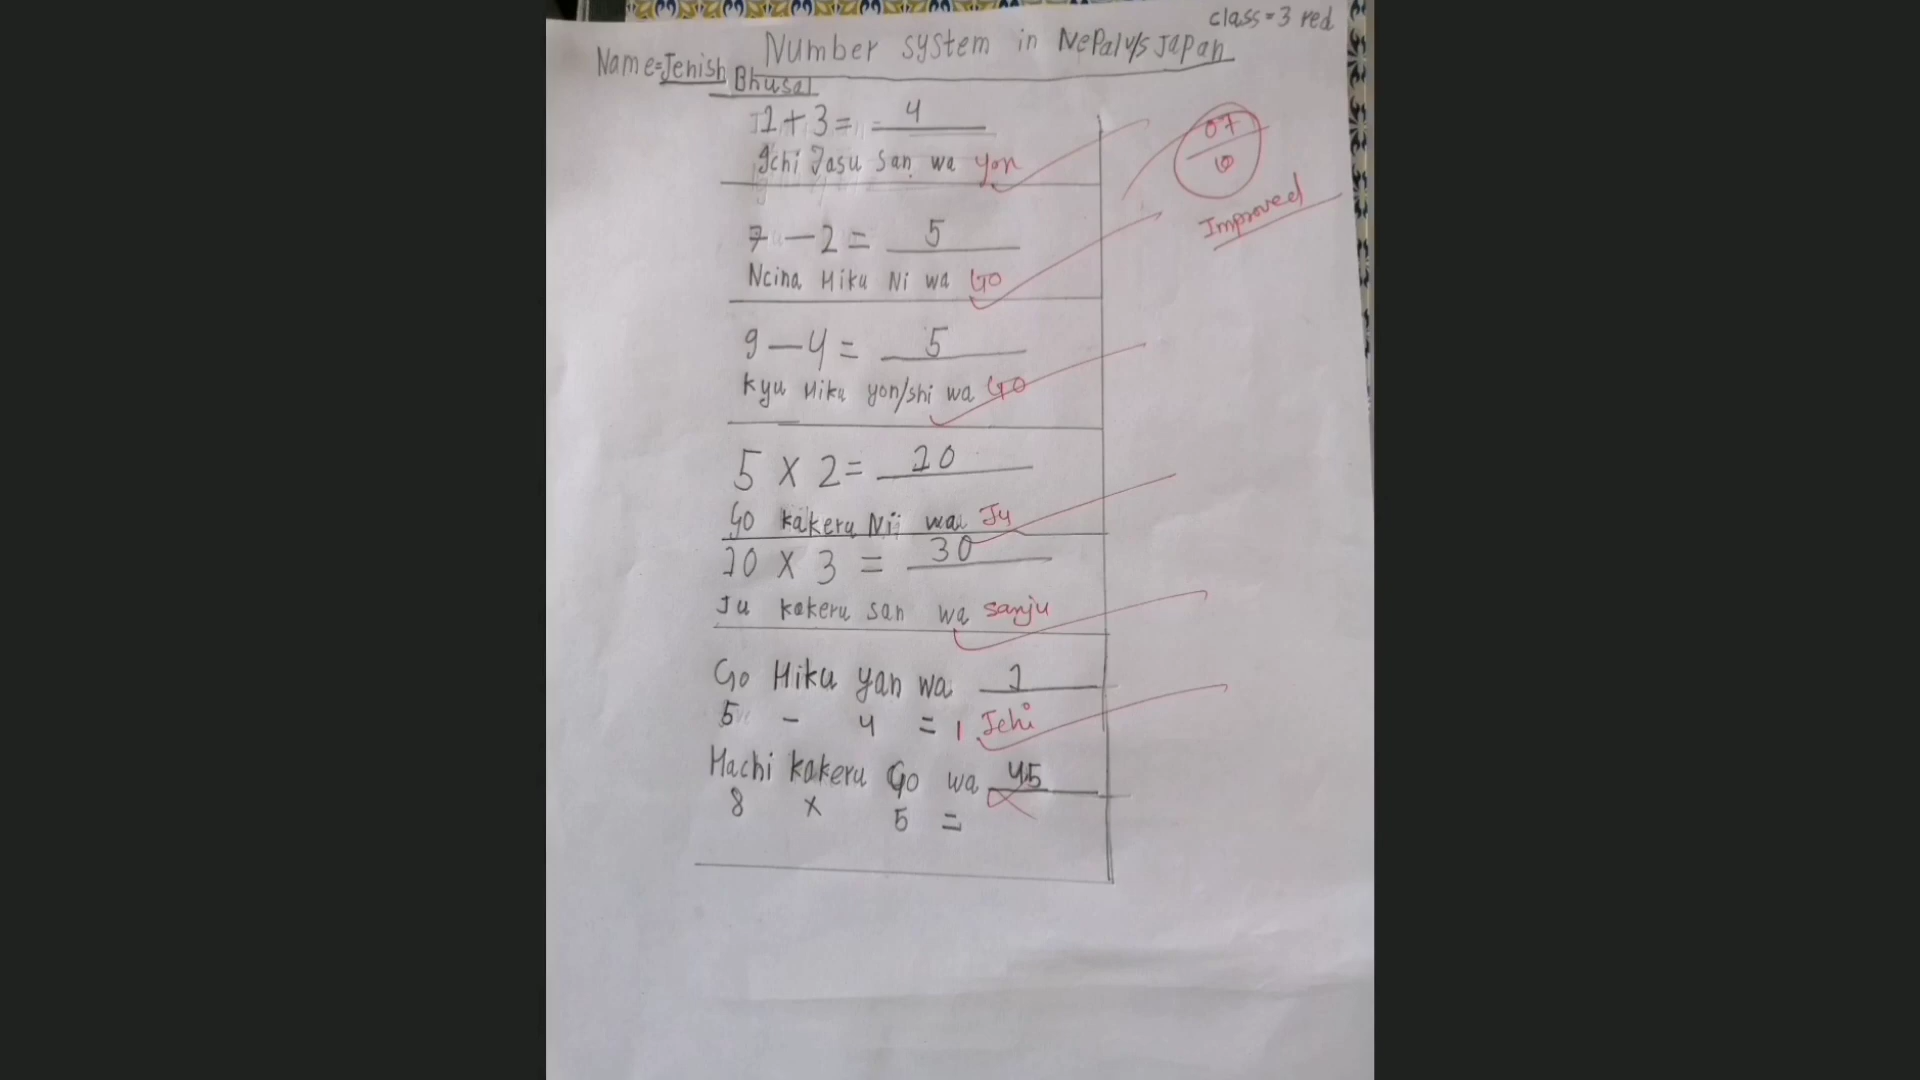 class=3 red
Number system in Nepal v/s Japan
Name=Jenish Bhusal
1+3= 4
Ichi Tasu San wa yon
07/10
Improved
7 — 2 = 5
Ncina Hiku Ni wa Go
9 — 4 = 5
Kyu Hiku yon/shi wa Go
5 X 2 = 10
Go kakeru Nii wa Ju
10 X 3 = 30
Ju kakeru san wa sanju
Go Hiku yan wa 1
5 - 4 = 1 Ichi
Hachi kakeru Go wa 45
8 x 5 =